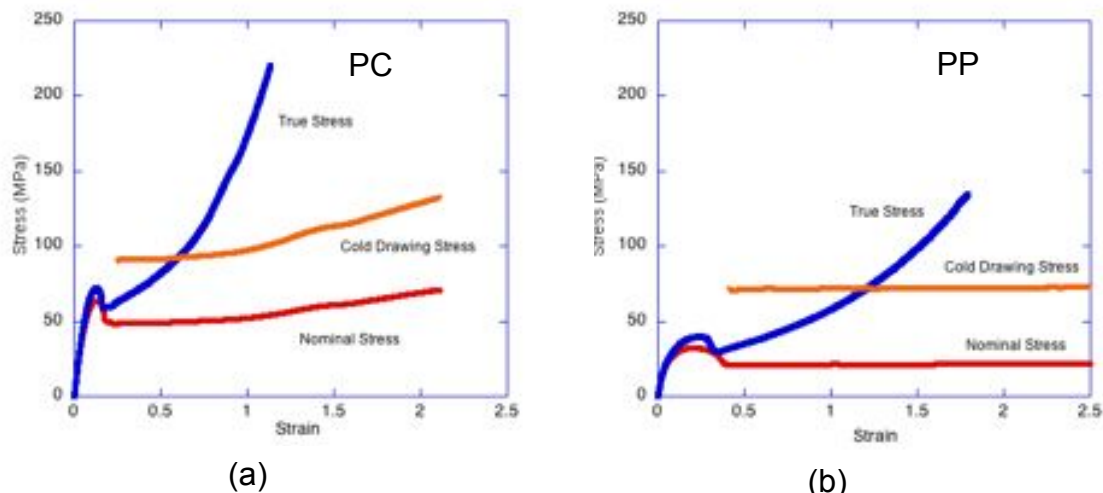 250
200
150
100
50
0
Stress (MPa)
PC
True Stress
Cold Drawing Stress
Nominal Stress
0 0.5 1 1.5 2 2.5
Strain
(a)
250
200
150
100
50
0
Stress (MPa)
PP
True Stress
Cold Drawing Stress
Nominal Stress
0 0.5 1 1.5 2 2.5
Strain
(b)